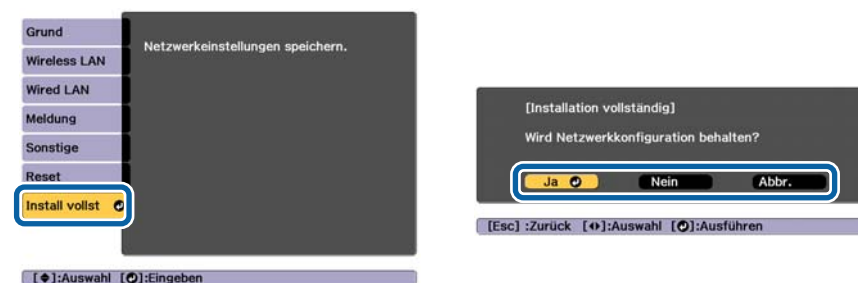 Grund
Wireless LAN
Wired LAN
Meldung
Sonstige
Reset
Install vollst
Netzwerkeinstellungen speichern.
[ ]:Auswahl [ ]:Eingeben
[Installation vollständig]
Wird Netzwerkkonfiguration behalten?
Ja Nein Abbr.
[Esc] :Zurück [ ]:Auswahl [ ]:Ausführen